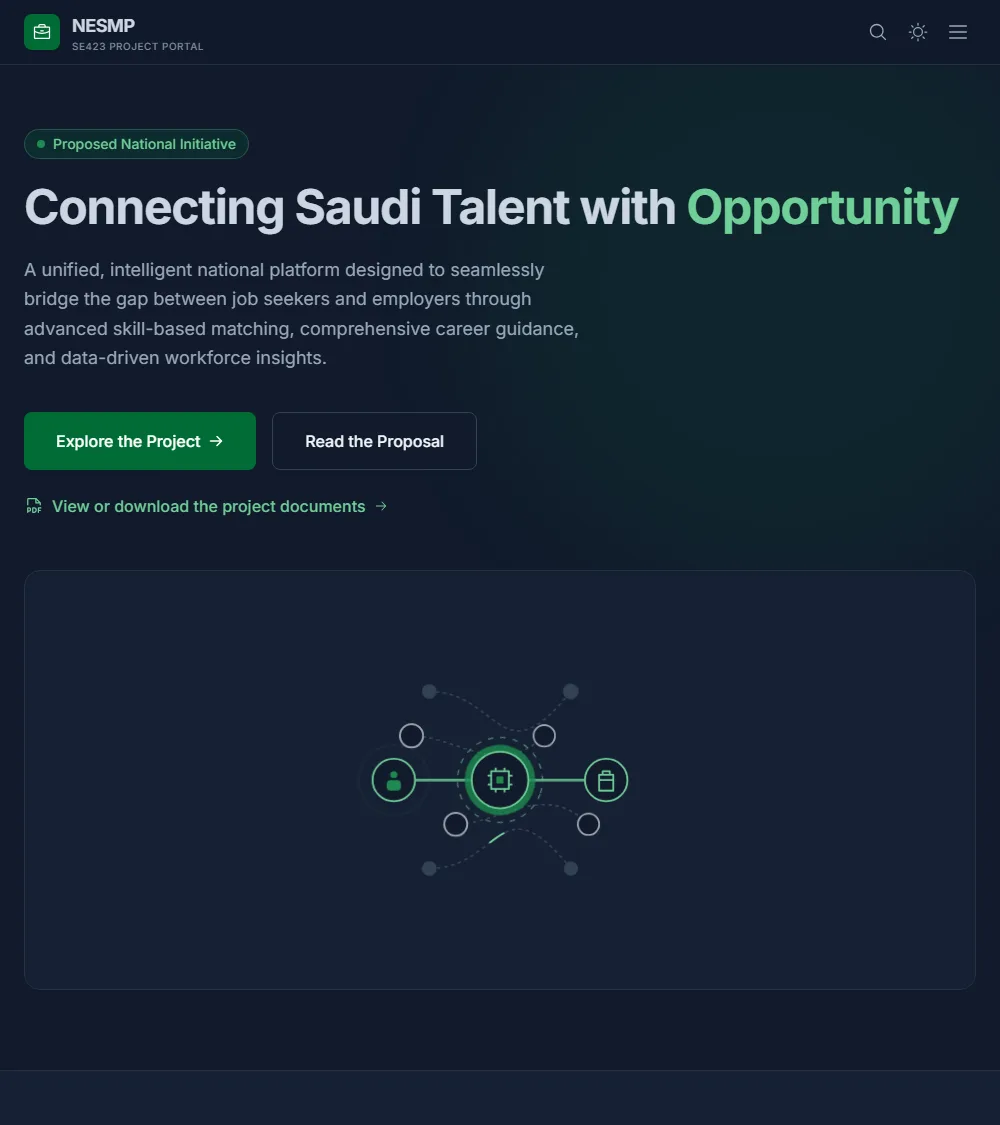 NESMP
SE423 PROJECT PORTAL
Proposed National Initiative
Connecting Saudi Talent with Opportunity
A unified, intelligent national platform designed to seamlessly
bridge the gap between job seekers and employers through
advanced skill-based matching, comprehensive career guidance,
and data-driven workforce insights.
Explore the Project →
Read the Proposal
PDF View or download the project documents →